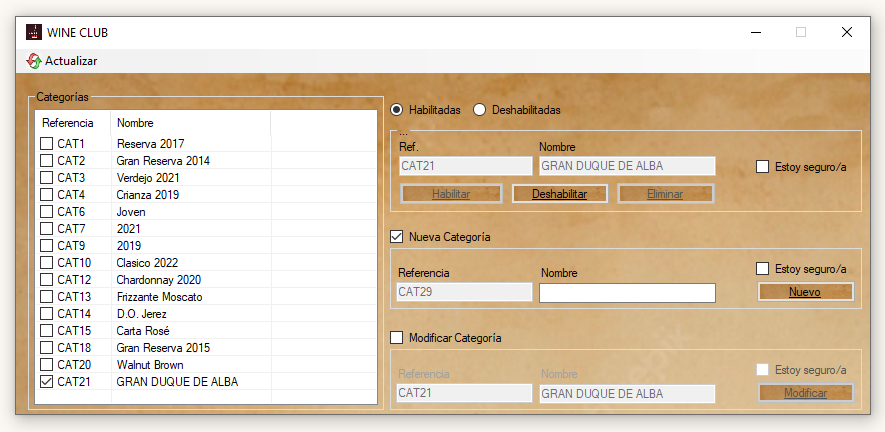 WINE CLUB
Actualizar
Categorías
Referencia Nombre
CAT1 Reserva 2017
CAT2 Gran Reserva 2014
CAT3 Verdejo 2021
CAT4 Crianza 2019
CAT6 Joven
CAT7 2021
CAT9 2019
CAT10 Clasico 2022
CAT12 Chardonnay 2020
CAT13 Frizzante Moscato
CAT14 D.O. Jerez
CAT15 Carta Rosé
CAT18 Gran Reserva 2015
CAT20 Walnut Brown
CAT21 GRAN DUQUE DE ALBA
Habilitadas Deshabilitadas
...
Ref. Nombre
CAT21 GRAN DUQUE DE ALBA Estoy seguro/a
Habilitar Deshabilitar Eliminar
Nueva Categoría
Referencia Nombre Estoy seguro/a
CAT29 Nuevo
Modificar Categoría
Referencia Nombre Estoy seguro/a
CAT21 GRAN DUQUE DE ALBA Modificar